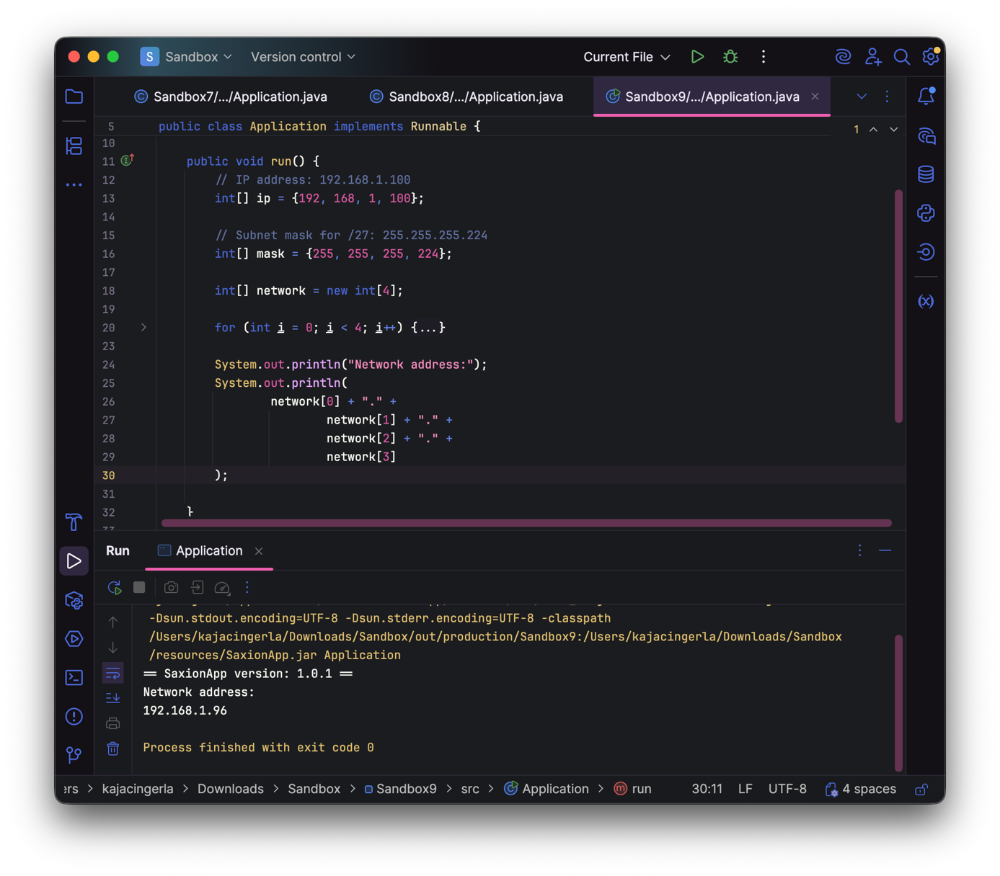 S Sandbox Version control Current File
Sandbox7/.../Application.java Sandbox8/.../Application.java Sandbox9/.../Application.java
5 public class Application implements Runnable {
1
10
11 public void run() {
12 // IP address: 192.168.1.100
13 int[] ip = {192, 168, 1, 100};
14
15 // Subnet mask for /27: 255.255.255.224
16 int[] mask = {255, 255, 255, 224};
17
18 int[] network = new int[4];
19
20 for (int i = 0; i < 4; i++) {...}
23
24 System.out.println("Network address:");
25 System.out.println(
26 network[0] + "." +
27 network[1] + "." +
28 network[2] + "." +
29 network[3]
30 );
31
32 }
Run Application
-Dsun.stdout.encoding=UTF-8 -Dsun.stderr.encoding=UTF-8 -classpath
/Users/kajacingerla/Downloads/Sandbox/out/production/Sandbox9:/Users/kajacingerla/Downloads/Sandbox
/resources/SaxionApp.jar Application
== SaxionApp version: 1.0.1 ==
Network address:
192.168.1.96
Process finished with exit code 0
ers > kajacingerla > Downloads > Sandbox > Sandbox9 > src > Application > m run 30:11 LF UTF-8 4 spaces